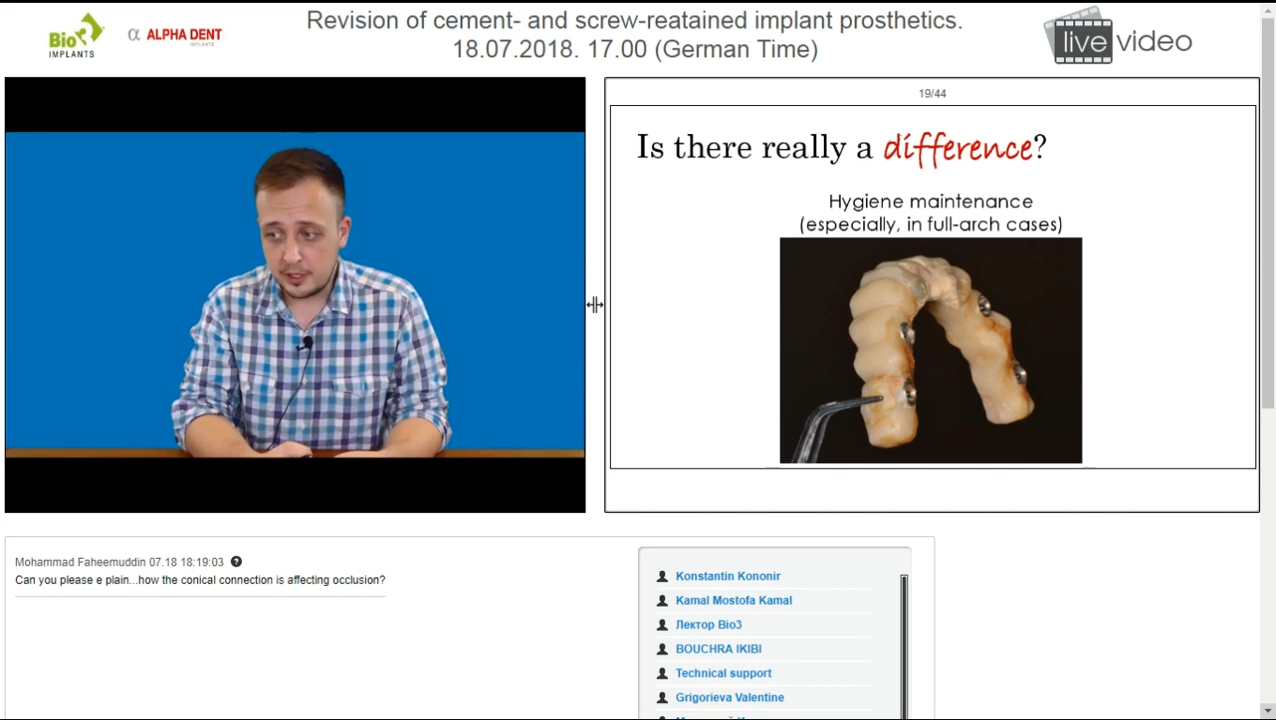 Revision of cement- and screw-reatained implant prosthetics.
18.07.2018. 17.00 (German Time)
Bio3
IMPLANTS
α ALPHA DENT
IMPLANTS
live video
19/44
Is there really a difference?
Hygiene maintenance
(especially, in full-arch cases)
Mohammad Faheemuddin 07.18 18:19:03 ?
Can you please e plain...how the conical connection is affecting occlusion?
Konstantin Kononir
Kamal Mostofa Kamal
Лектор Bio3
BOUCHRA IKIBI
Technical support
Grigorieva Valentine